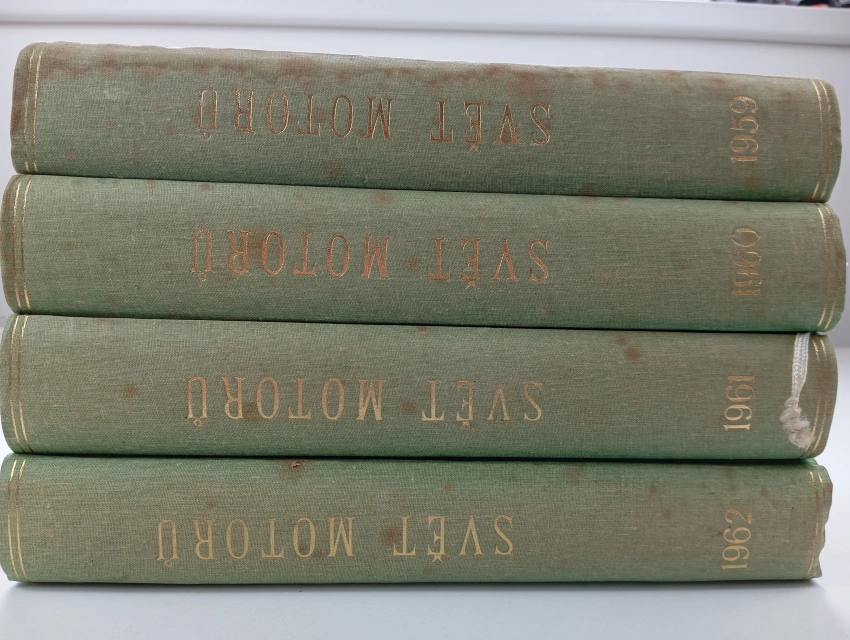 SVĚT MOTORŮ 1959
SVĚT MOTORŮ 1960
SVĚT MOTORŮ 1961
SVĚT MOTORŮ 1962